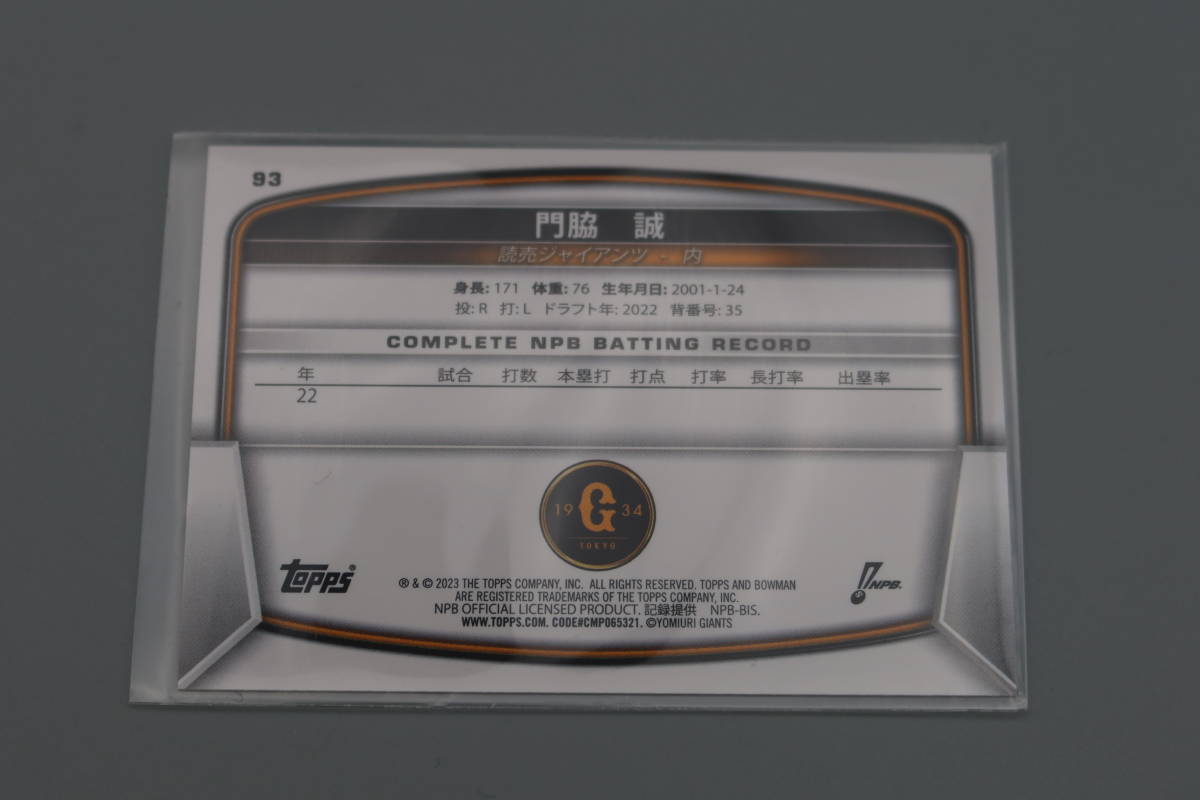 93
門脇 誠
読売ジャイアンツ - 内
身長: 171 体重: 76 生年月日: 2001-1-24
投: R 打: L ドラフト年: 2022 背番号: 35
COMPLETE NPB BATTING RECORD
年 試合 打数 本塁打 打点 打率 長打率 出塁率
22
19 G 34
TOKYO
Topps
® & © 2023 THE TOPPS COMPANY, INC. ALL RIGHTS RESERVED. TOPPS AND BOWMAN
ARE REGISTERED TRADEMARKS OF THE TOPPS COMPANY, INC.
NPB OFFICIAL LICENSED PRODUCT. 記録提供 NPB-BIS.
WWW.TOPPS.COM. CODE#CMP065321. ©YOMIURI GIANTS
NPB.